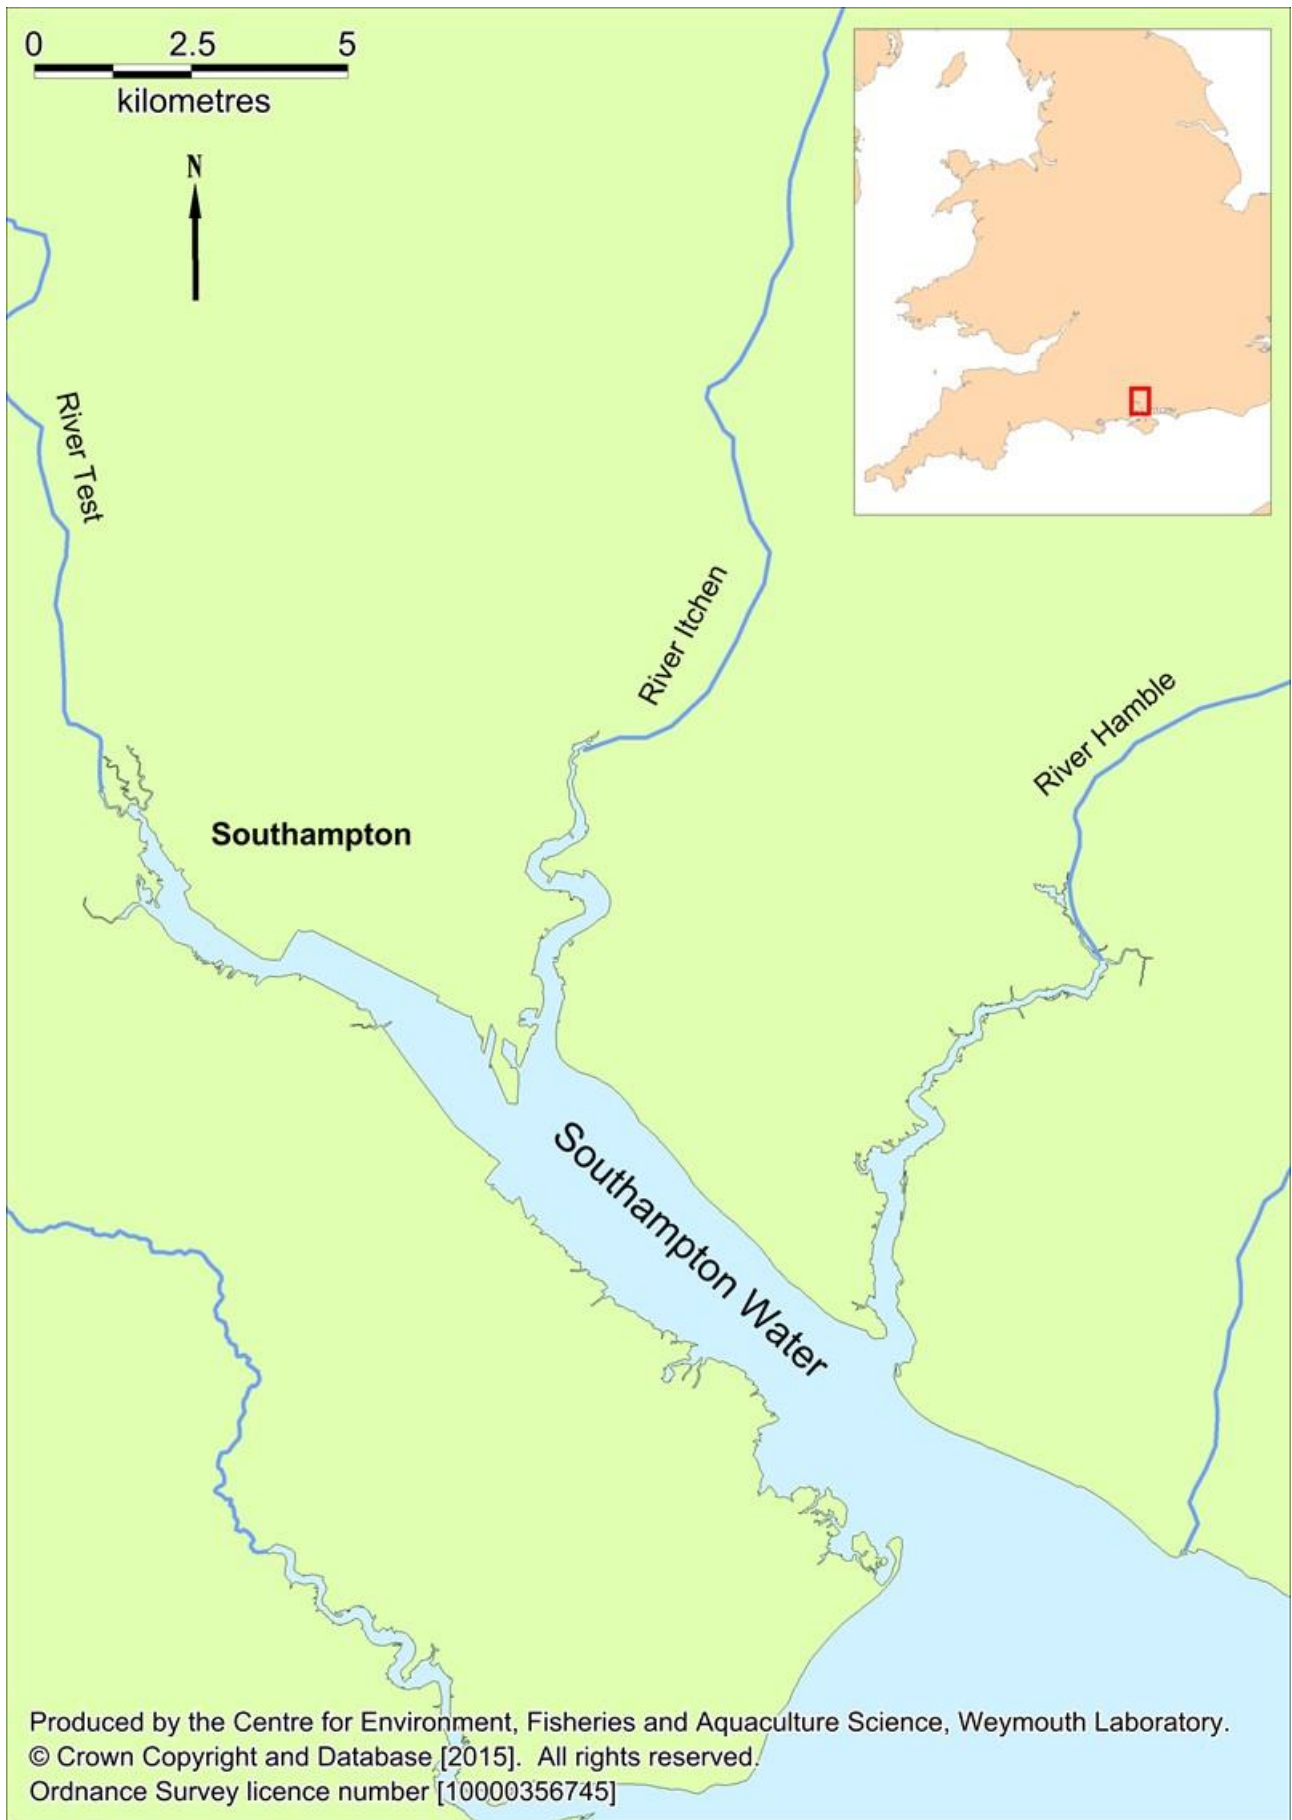 0 2.5 5
kilometres
N
River Test
River Itchen
River Hamble
Southampton
Southampton Water
Produced by the Centre for Environment, Fisheries and Aquaculture Science, Weymouth Laboratory.
© Crown Copyright and Database [2015].  All rights reserved.
Ordnance Survey licence number [10000356745]